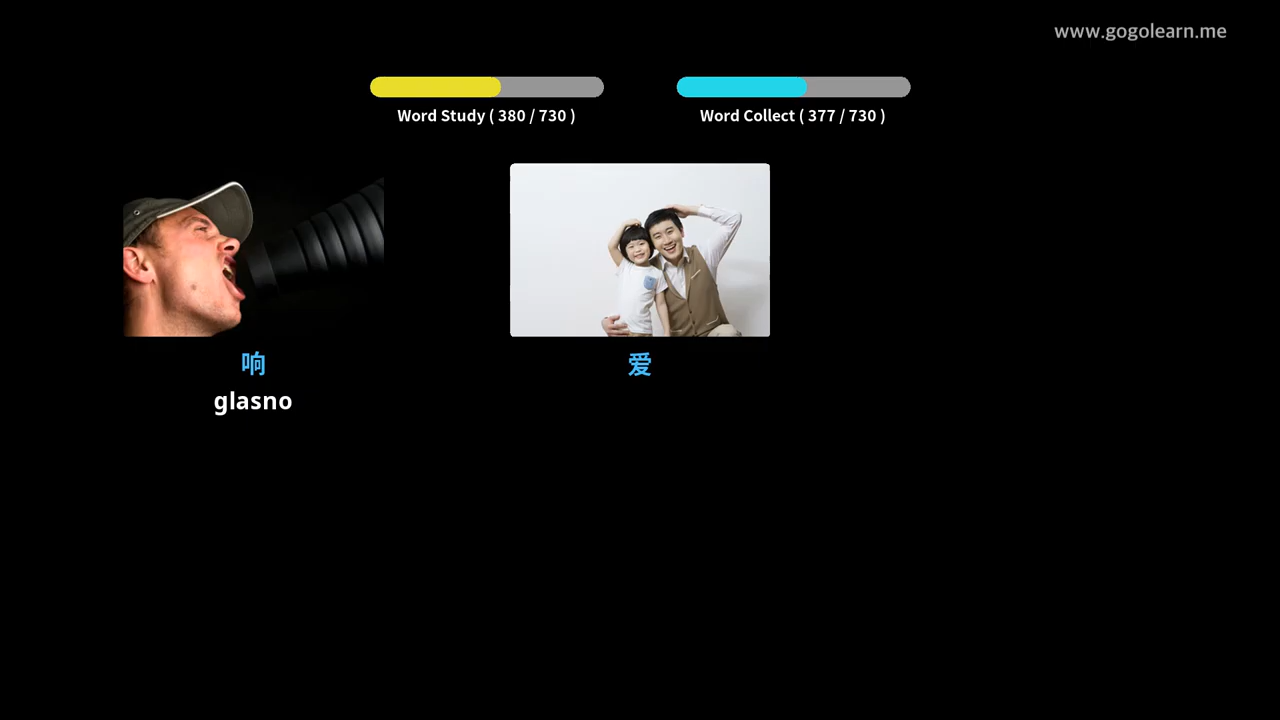 www.gogolearn.me
Word Study ( 380 / 730 )
Word Collect ( 377 / 730 )
响
爱
glasno